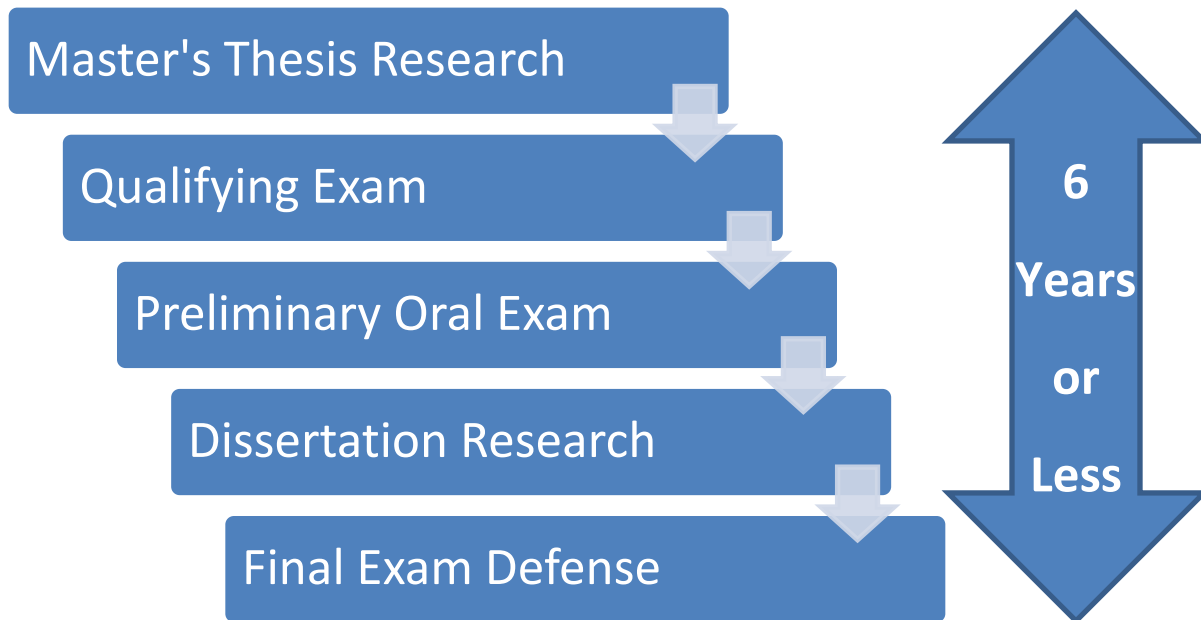 Master's Thesis Research
Qualifying Exam
Preliminary Oral Exam
Dissertation Research
Final Exam Defense
6
Years
or
Less